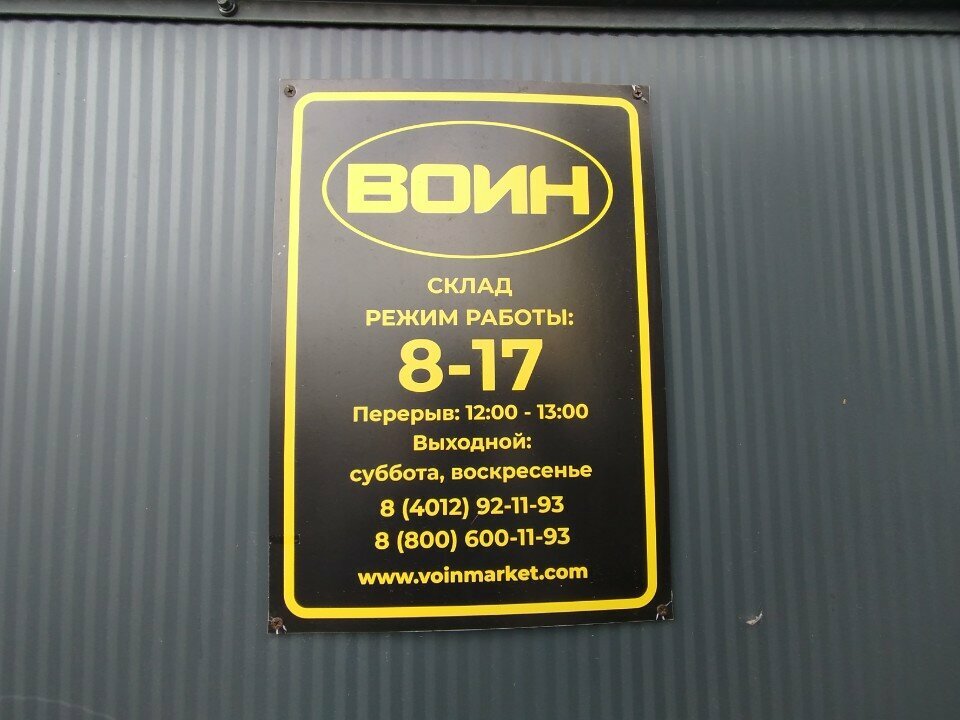 ВОИН
СКЛАД
РЕЖИМ РАБОТЫ:
8-17
Перерыв: 12:00 - 13:00
Выходной:
суббота, воскресенье
8 (4012) 92-11-93
8 (800) 600-11-93
www.voinmarket.com